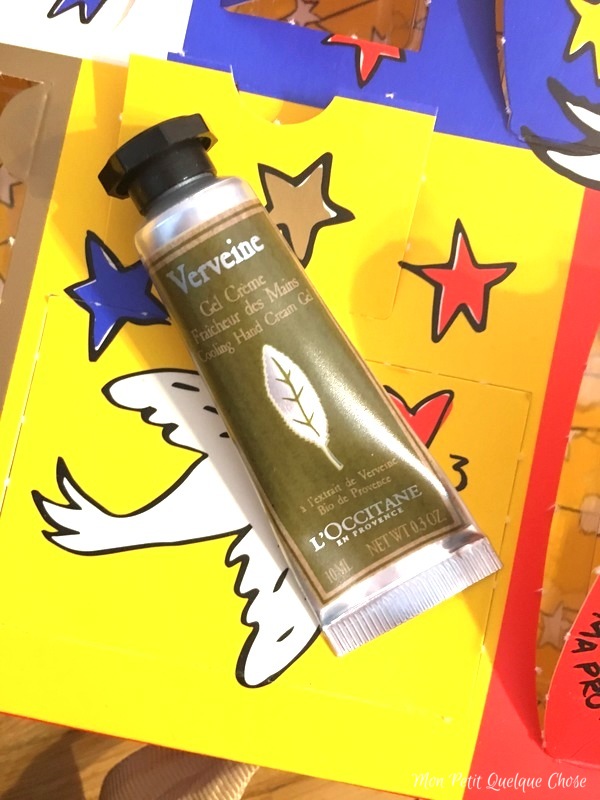 Verveine
Gel Crème
Fraîcheur des Mains
Cooling Hand Cream Gel
3
à l'extrait de Verveine
Bio de Provence
L'OCCITANE
EN PROVENCE
10 ML NET WT 0.3 OZ.
MA PRO
Mon Petit Quelque Chose